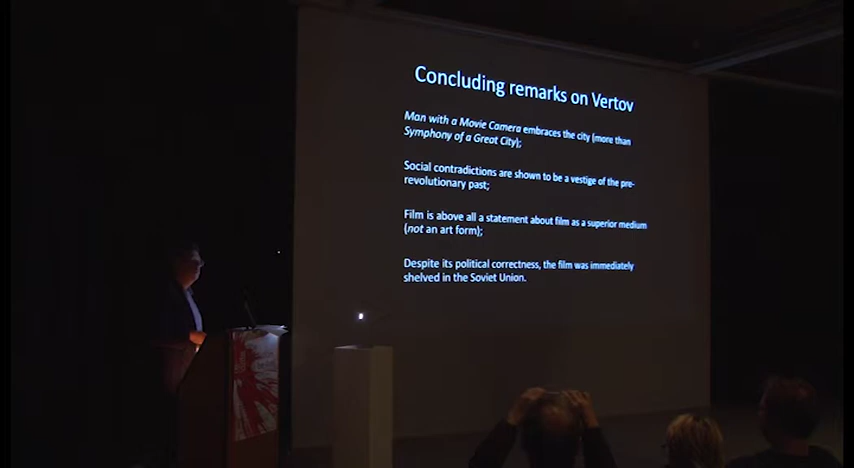 Concluding remarks on Vertov
Man with a Movie Camera embraces the city (more than
Symphony of a Great City);
Social contradictions are shown to be a vestige of the pre-
revolutionary past;
Film is above all a statement about film as a superior medium
(not an art form);
Despite its political correctness, the film was immediately
shelved in the Soviet Union.